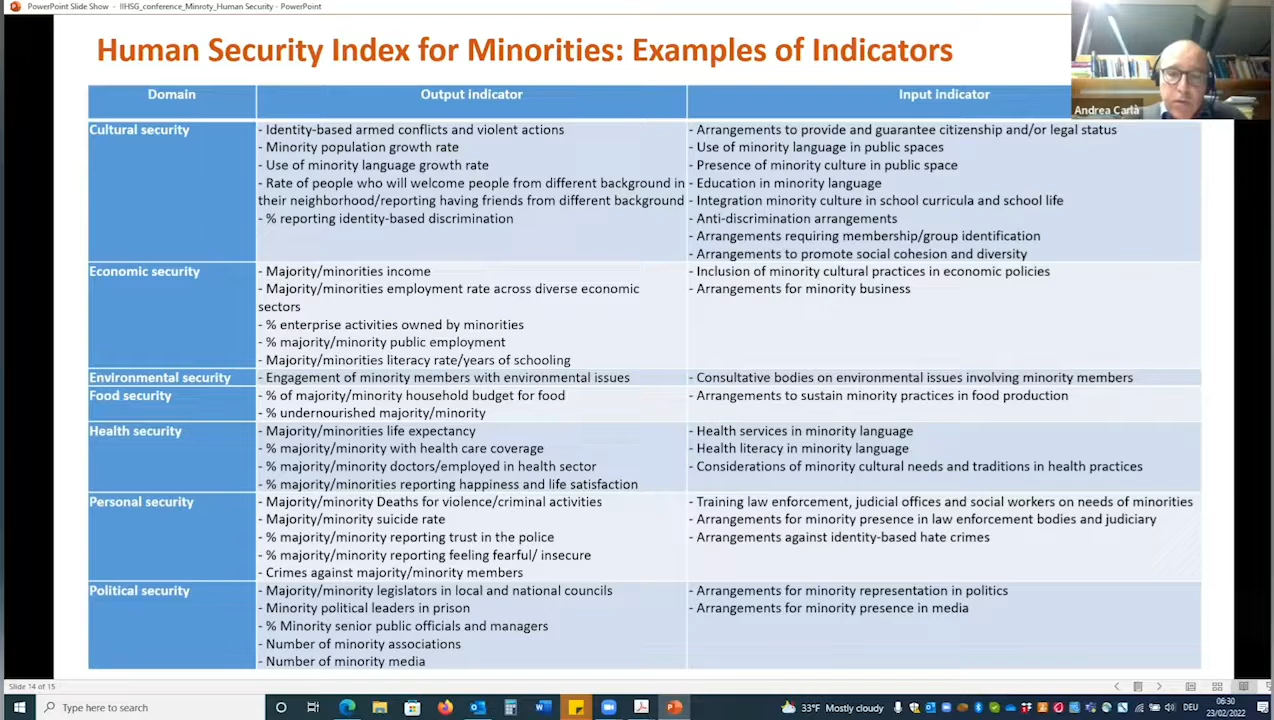 PowerPoint Slide Show - IIHSG_conference_Minroty_Human Security - PowerPoint
Human Security Index for Minorities: Examples of Indicators
Andrea Carlà
Domain Output indicator Input indicator
Cultural security
- Identity-based armed conflicts and violent actions
- Minority population growth rate
- Use of minority language growth rate
- Rate of people who will welcome people from different background in
their neighborhood/reporting having friends from different background
- % reporting identity-based discrimination
- Arrangements to provide and guarantee citizenship and/or legal status
- Use of minority language in public spaces
- Presence of minority culture in public space
- Education in minority language
- Integration minority culture in school curricula and school life
- Anti-discrimination arrangements
- Arrangements requiring membership/group identification
- Arrangements to promote social cohesion and diversity
Economic security
- Majority/minorities income
- Majority/minorities employment rate across diverse economic
sectors
- % enterprise activities owned by minorities
- % majority/minority public employment
- Majority/minorities literacy rate/years of schooling
- Inclusion of minority cultural practices in economic policies
- Arrangements for minority business
Environmental security
- Engagement of minority members with environmental issues
- Consultative bodies on environmental issues involving minority members
Food security
- % of majority/minority household budget for food
- % undernourished majority/minority
- Arrangements to sustain minority practices in food production
Health security
- Majority/minorities life expectancy
- % majority/minority with health care coverage
- % majority/minority doctors/employed in health sector
- % majority/minorities reporting happiness and life satisfaction
- Health services in minority language
- Health literacy in minority language
- Considerations of minority cultural needs and traditions in health practices
Personal security
- Majority/minority Deaths for violence/criminal activities
- Majority/minority suicide rate
- % majority/minority reporting trust in the police
- % majority/minority reporting feeling fearful/ insecure
- Crimes against majority/minority members
- Training law enforcement, judicial offices and social workers on needs of minorities
- Arrangements for minority presence in law enforcement bodies and judiciary
- Arrangements against identity-based hate crimes
Political security
- Majority/minority legislators in local and national councils
- Minority political leaders in prison
- % Minority senior public officials and managers
- Number of minority associations
- Number of minority media
- Arrangements for minority representation in politics
- Arrangements for minority presence in media
Slide 14 of 15
Type here to search
33°F Mostly cloudy
DEU
06:30
23/02/2022